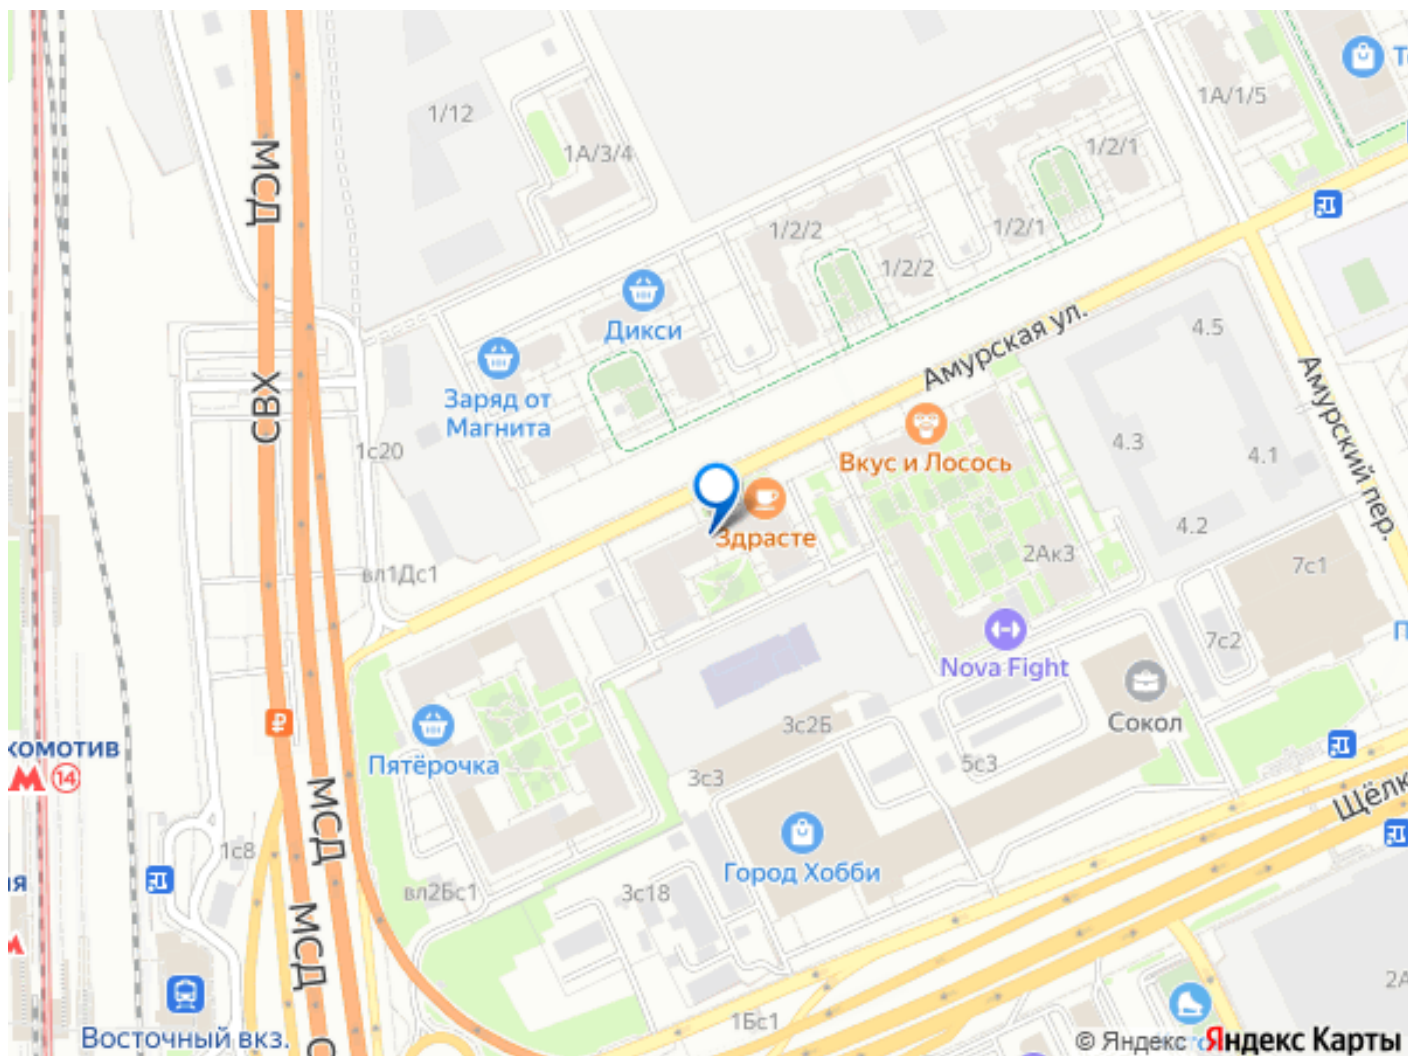 1/12
1А/3/4
1А/1/5
1/2/1
1/2/1
1/2/2
1/2/2
МСД
Дикси
Амурская ул.
4.5
Заряд от
Магнита
СВХ
1с20
Вкус и Лосось
4.3
4.1
Амурский пер.
4.2
Здрасте
2Ак3
7с1
вл1Дс1
7с2
Nova Fight
Сокол
3с2Б
комотив
14
Пятёрочка
3с3
5с3
МСД
Щёлк
1с8
Город Хобби
вл2Бс1
3с18
МСД
1Бс1
Восточный вкз.
© Яндекс Яндекс Карты